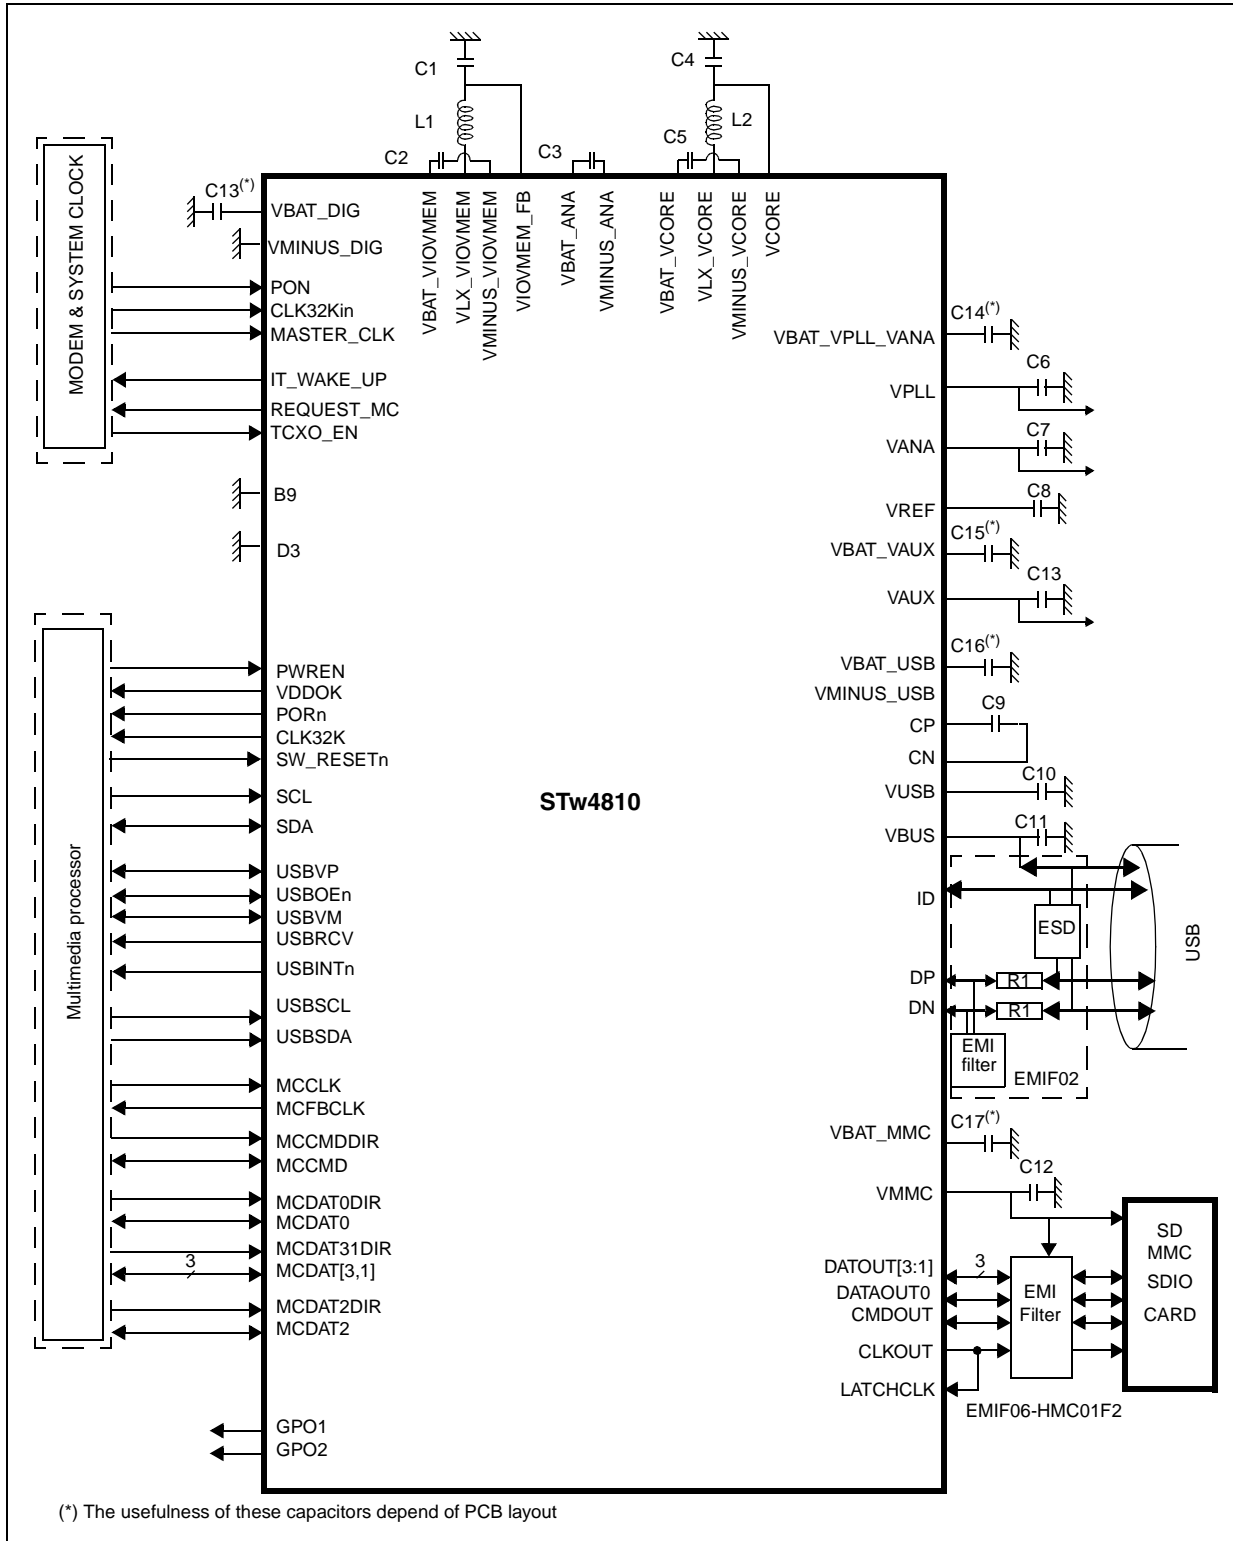 C1
C4
L1
L2
C2
C3
C5
MODEM & SYSTEM CLOCK
C13(*)
VBAT_DIG
VMINUS_DIG
PON
CLK32Kin
MASTER_CLK
IT_WAKE_UP
REQUEST_MC
TCXO_EN
B9
D3
VBAT_VIOVMEM
VLX_VIOVMEM
VMINUS_VIOVMEM
VIOVMEM_FB
VBAT_ANA
VMINUS_ANA
VBAT_VCORE
VLX_VCORE
VMINUS_VCORE
VCORE
VBAT_VPLL_VANA
C14(*)
VPLL
C6
VANA
C7
VREF
C8
VBAT_VAUX
C15(*)
VAUX
C13
VBAT_USB
C16(*)
VMINUS_USB
CP
C9
CN
VUSB
C10
VBUS
C11
ID
ESD
DP
R1
DN
R1
EMI
filter
EMIF02
USB
STw4810
Multimedia processor
PWREN
VDDOK
PORn
CLK32K
SW_RESETn
SCL
SDA
USBVP
USBOEn
USBVM
USBRCV
USBINTn
USBSCL
USBSDA
MCCLK
MCFBCLK
MCCMDDIR
MCCMD
MCDAT0DIR
MCDAT0
MCDAT31DIR
3
MCDAT[3,1]
MCDAT2DIR
MCDAT2
GPO1
GPO2
VBAT_MMC
C17(*)
VMMC
C12
DATOUT[3:1]
3
DATAOUT0
CMDOUT
CLKOUT
LATCHCLK
EMI
Filter
SD
MMC
SDIO
CARD
EMIF06-HMC01F2
(*) The usefulness of these capacitors depend of PCB layout